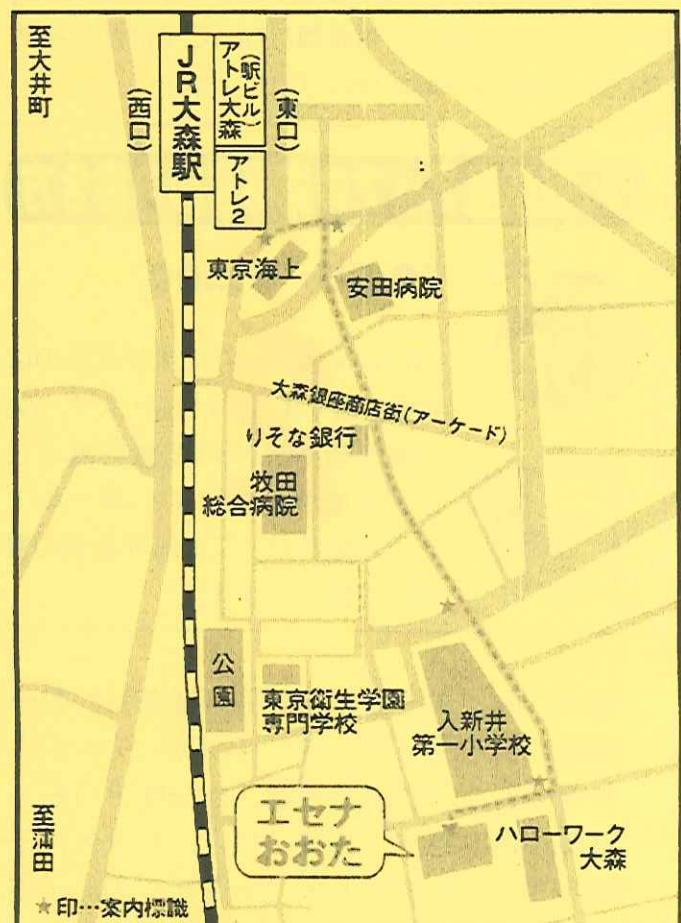 至大井町
(西口)
JR大森駅
(駅ビル)
アトレ大森
アトレ2
(東口)
東京海上
安田病院
大森銀座商店街(アーケード)
りそな銀行
牧田
総合病院
公園
東京衛生学園
専門学校
入新井
第一小学校
エセナ
おおた
ハローワーク
大森
至蒲田
★印…案内標識